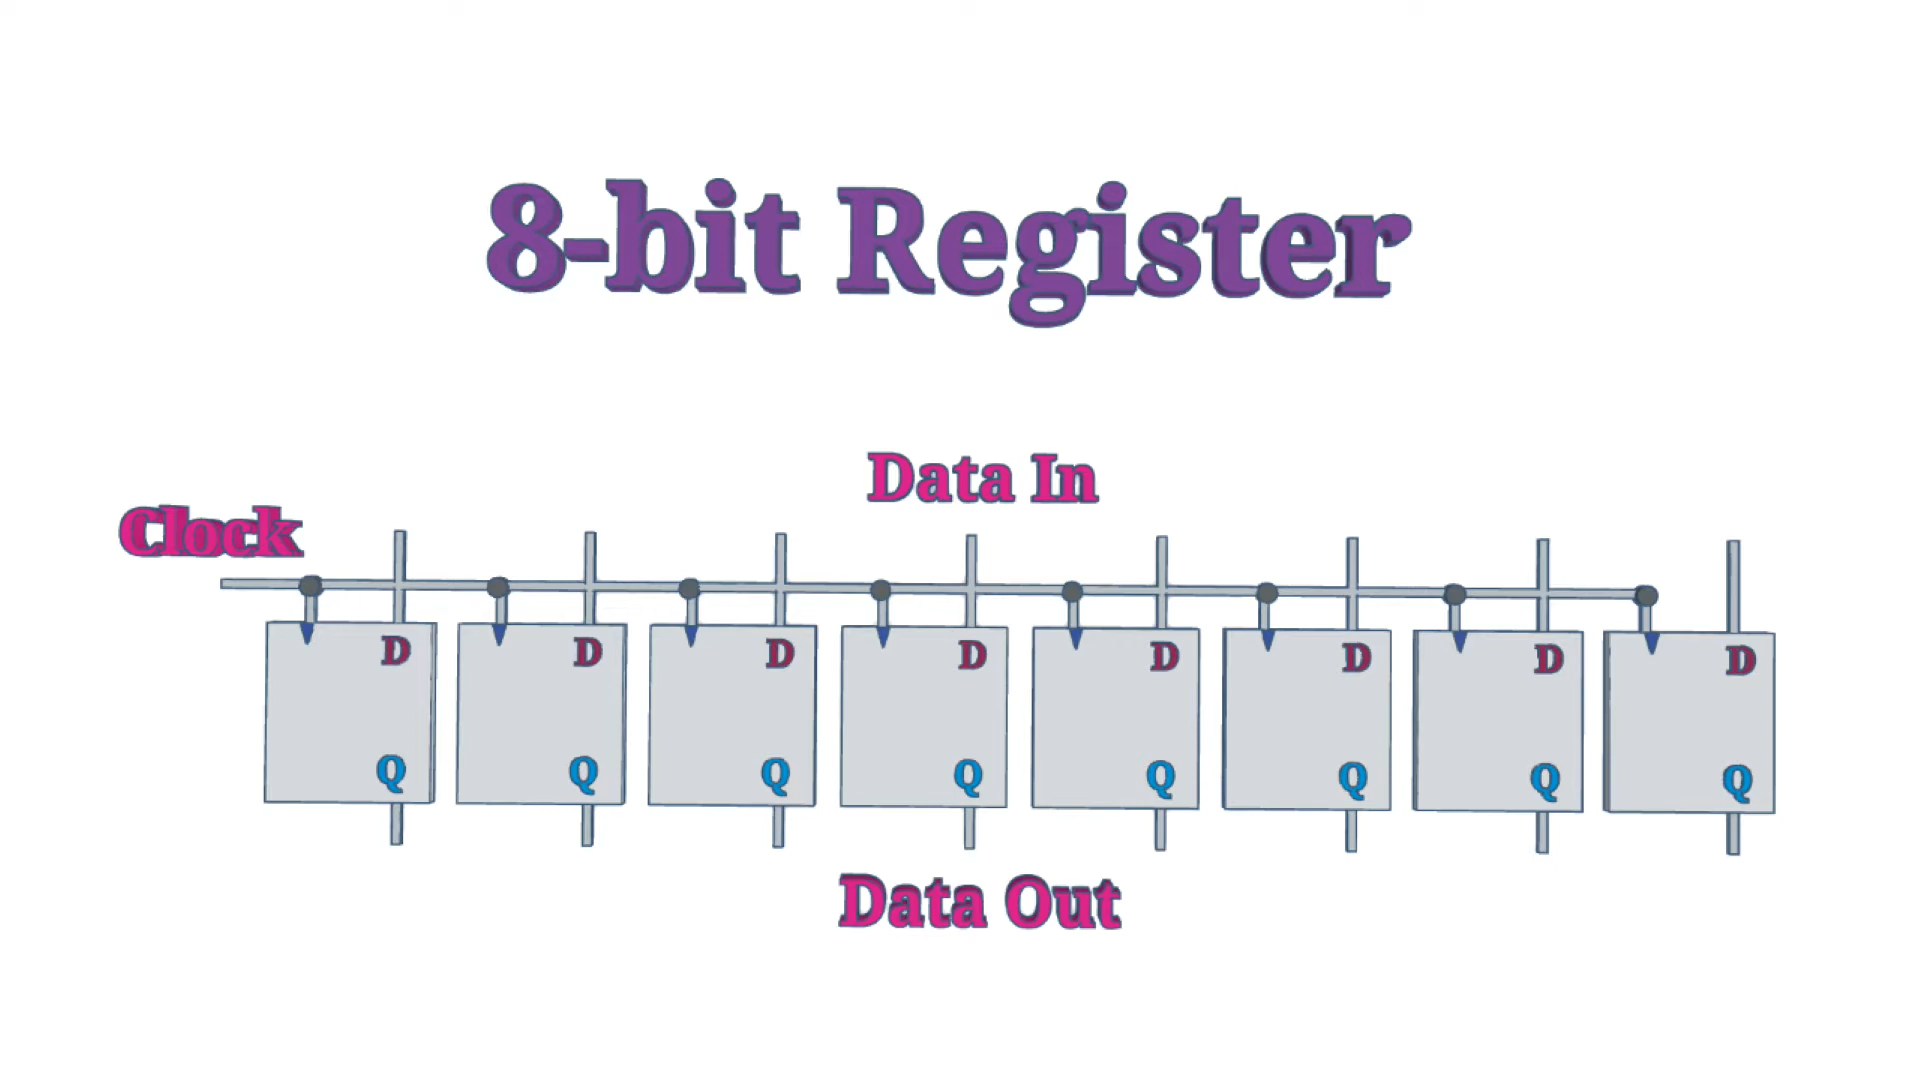 8-bit Register
Data In
Clock
D D D D D D D D
Q Q Q Q Q Q Q Q
Data Out